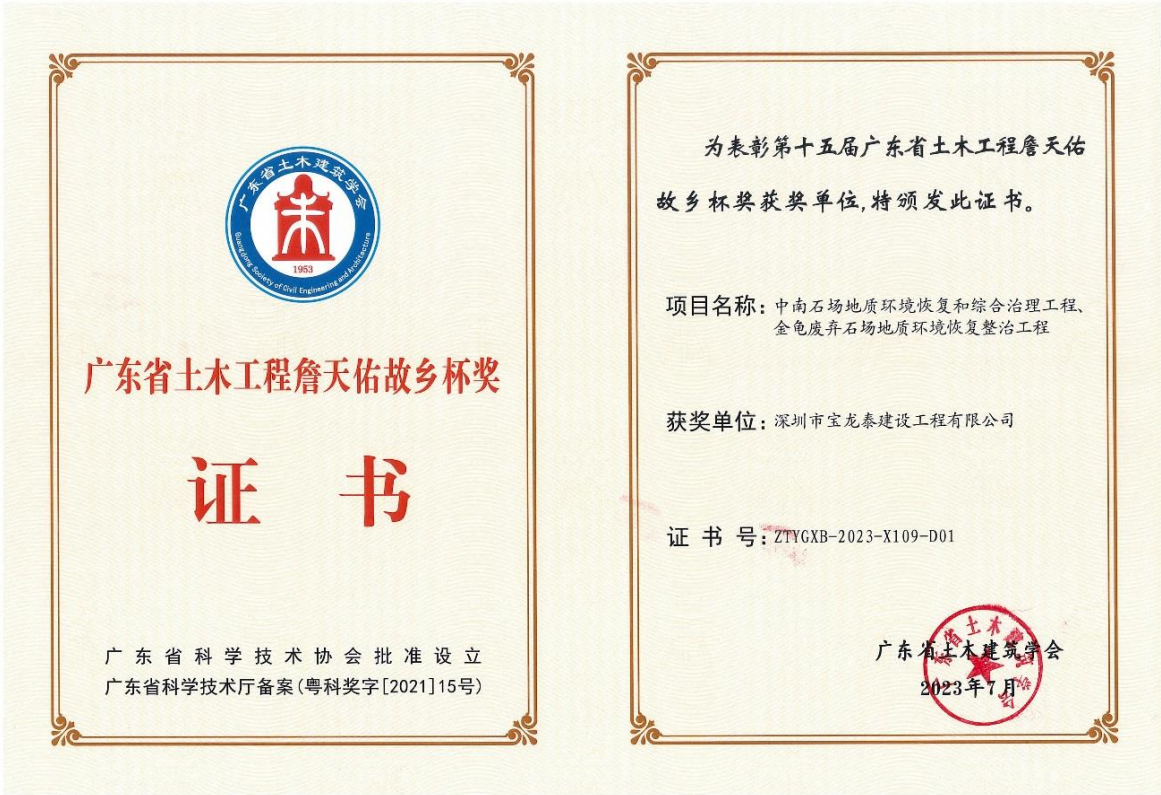 广东省土木建筑学会
1953
Guangdong Society of Civil Engineering and Architecture
广东省土木工程詹天佑故乡杯奖
证 书
广东省科学技术协会批准设立
广东省科学技术厅备案(粤科奖字[2021]15号)
为表彰第十五届广东省土木工程詹天佑
故乡杯奖获奖单位,特颁发此证书。
项目名称:中南石场地质环境恢复和综合治理工程、
金龟废弃石场地质环境恢复整治工程
获奖单位:深圳市宝龙泰建设工程有限公司
证书号:ZTYGXB-2023-X109-D01
广东省土木建筑学会
2023年7月
广东省土木建筑学会